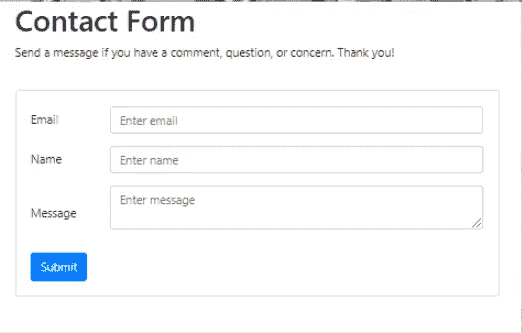 Contact Form
Send a message if you have a comment, question, or concern. Thank you!
Email
Enter email
Name
Enter name
Message
Enter message
Submit